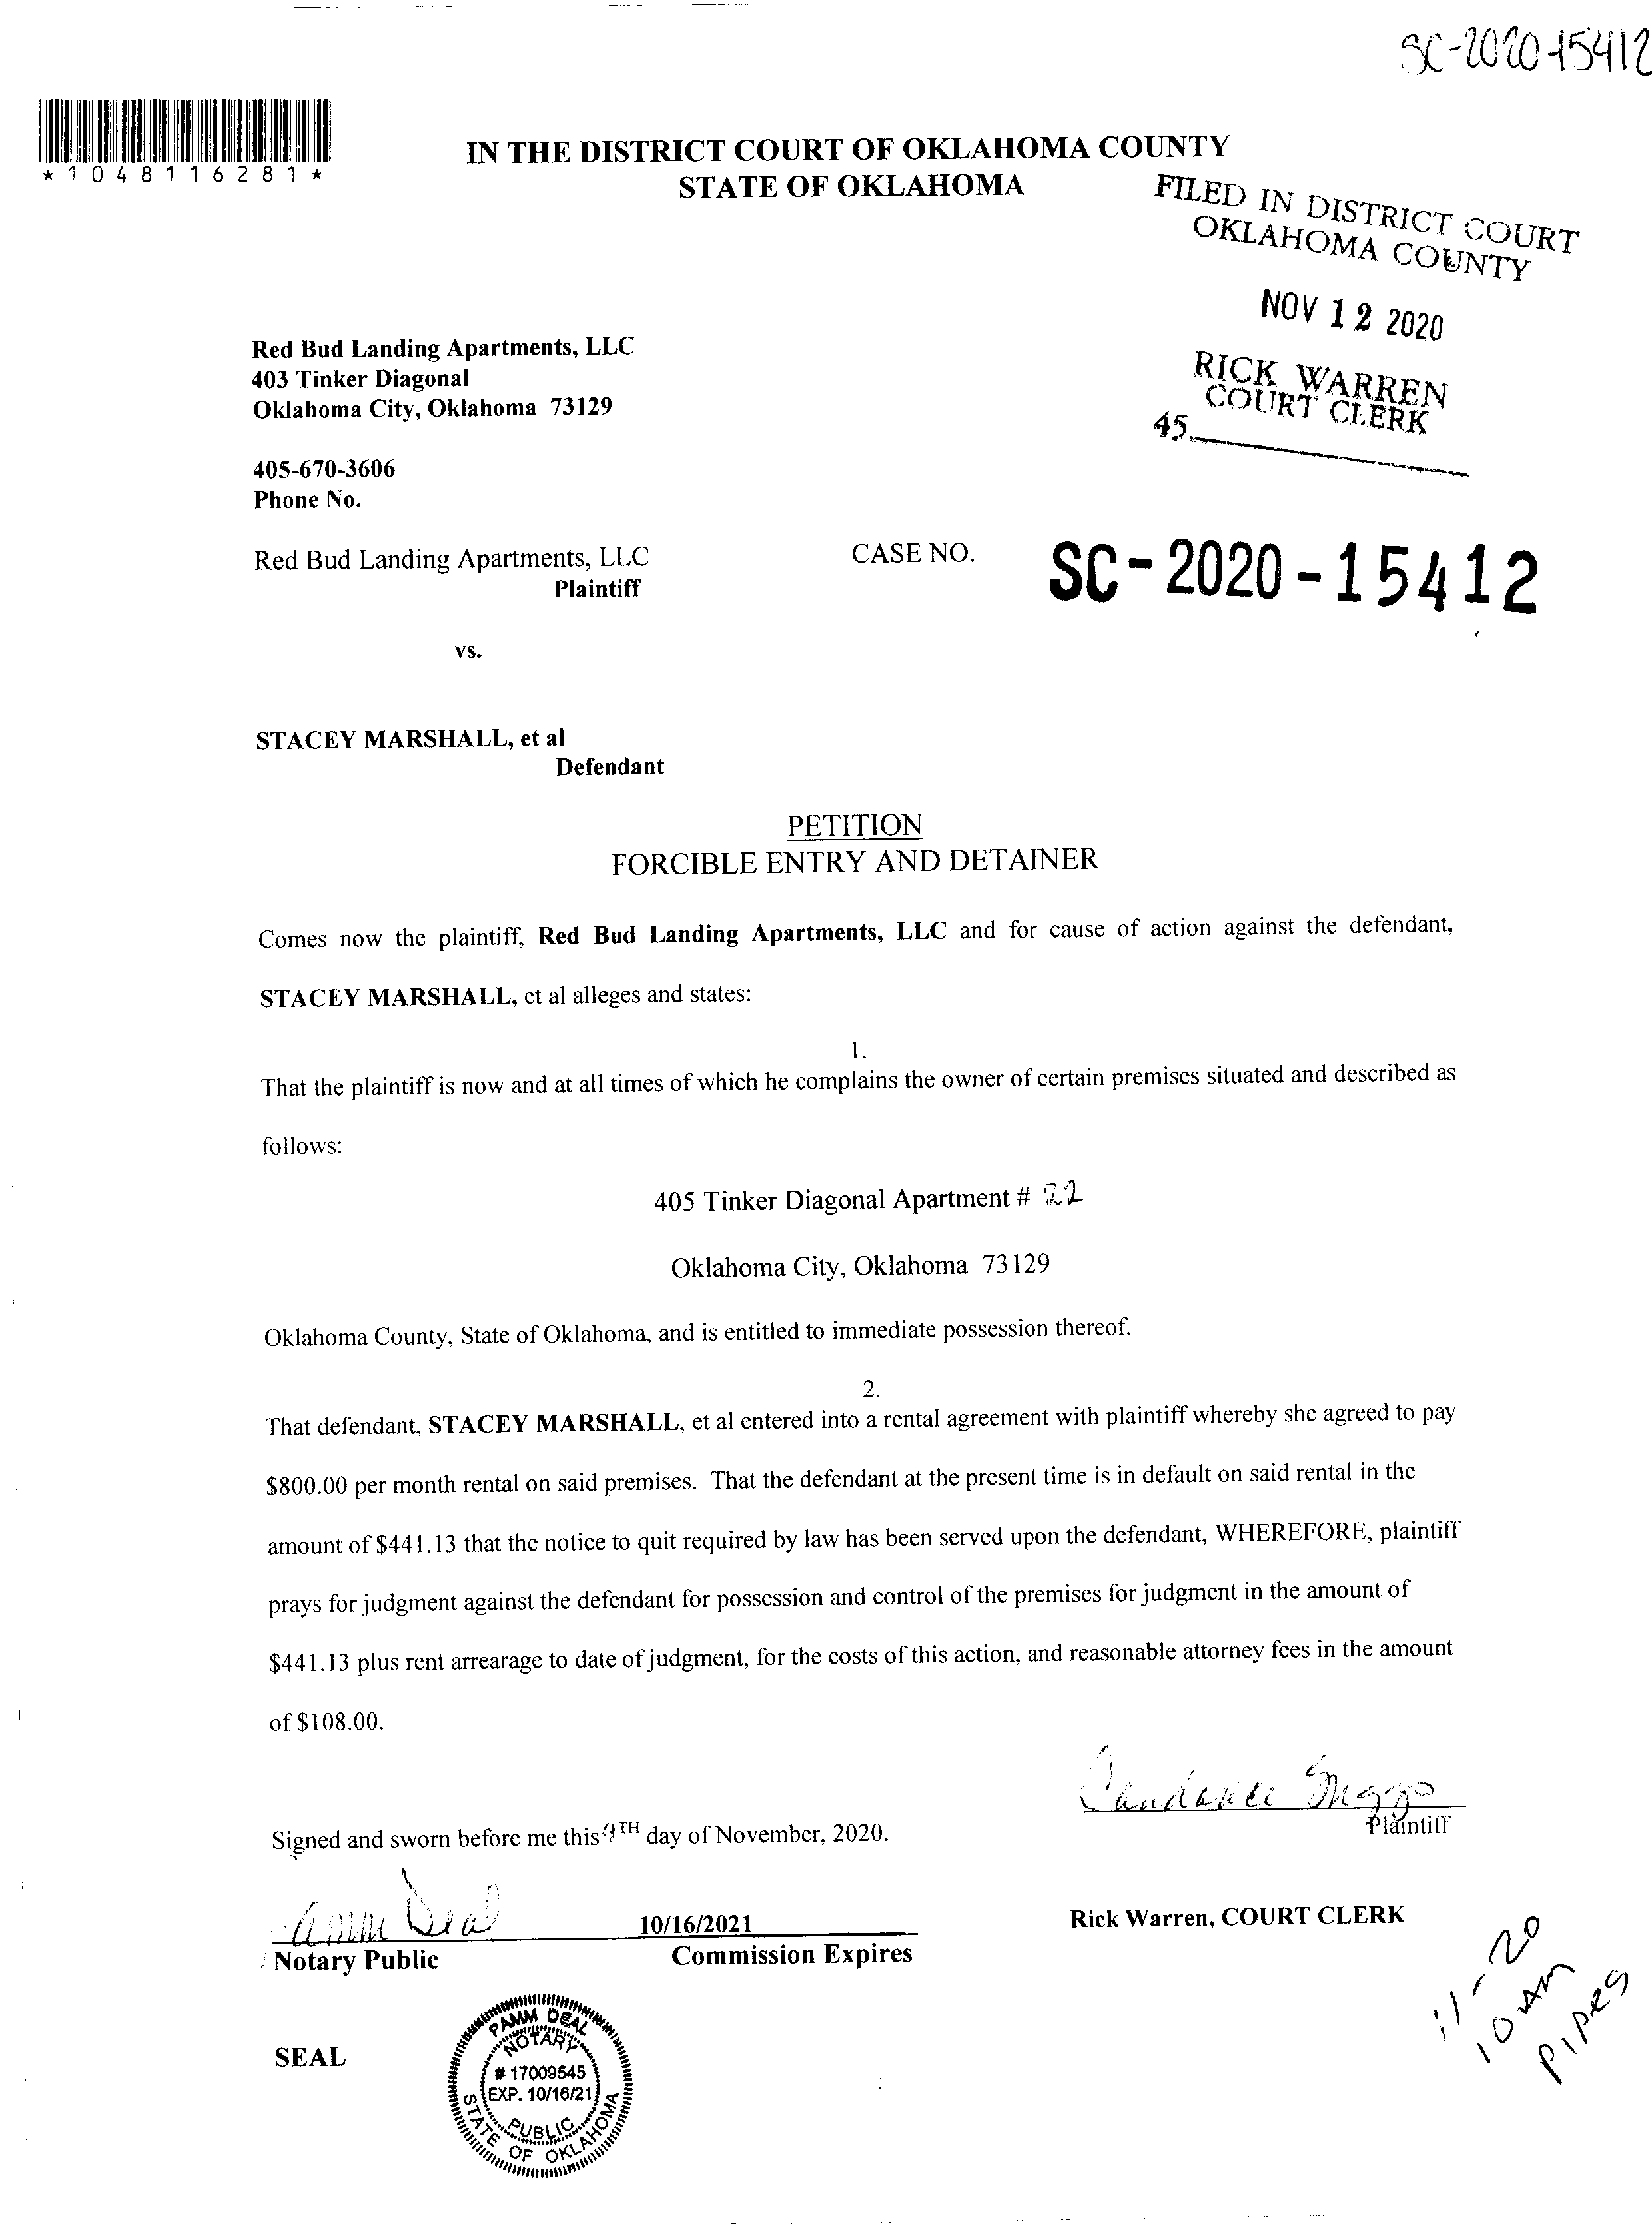 SC-2020-15412
*1048116281*
IN THE DISTRICT COURT OF OKLAHOMA COUNTY
STATE OF OKLAHOMA
FILED IN DISTRICT COURT
OKLAHOMA COUNTY
NOV 12 2020
RICK WARREN
COURT CLERK
45
Red Bud Landing Apartments, LLC
403 Tinker Diagonal
Oklahoma City, Oklahoma 73129
405-670-3606
Phone No.
Red Bud Landing Apartments, LLC
Plaintiff
CASE NO. SC-2020-15412
vs.
STACEY MARSHALL, et al
Defendant
PETITION
FORCIBLE ENTRY AND DETAINER
Comes now the plaintiff, Red Bud Landing Apartments, LLC and for cause of action against the defendant,
STACEY MARSHALL, et al alleges and states:
1.
That the plaintiff is now and at all times of which he complains the owner of certain premises situated and described as
follows:
405 Tinker Diagonal Apartment # 22
Oklahoma City, Oklahoma 73129
Oklahoma County, State of Oklahoma, and is entitled to immediate possession thereof.
2.
That defendant, STACEY MARSHALL, et al entered into a rental agreement with plaintiff whereby she agreed to pay
$800.00 per month rental on said premises. That the defendant at the present time is in default on said rental in the
amount of $441.13 that the notice to quit required by law has been served upon the defendant, WHEREFORE, plaintiff
prays for judgment against the defendant for possession and control of the premises for judgment in the amount of
$441.13 plus rent arrearage to date of judgment, for the costs of this action, and reasonable attorney fees in the amount
of $108.00.
Plaintiff
Signed and sworn before me this 9TH day of November, 2020.
10/16/2021
Notary Public
Commission Expires
Rick Warren, COURT CLERK
11-20
10 AM
Pipes
SEAL
PAMM DEAL
NOTARY
# 17009545
EXP. 10/16/21
PUBLIC
STATE OF OKLAHOMA